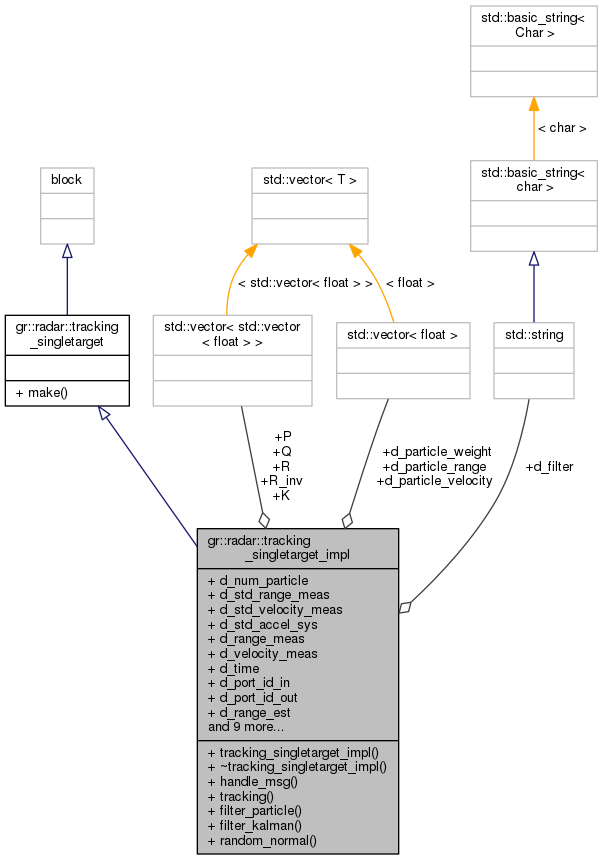 std::basic_string<
Char >
< char >
block
std::vector< T >
std::basic_string<
char >
< std::vector< float > >
< float >
gr::radar::tracking
_singletarget
+ make()
std::vector< std::vector
< float > >
std::vector< float >
std::string
+P
+Q
+R
+R_inv
+K
+d_particle_weight
+d_particle_range
+d_particle_velocity
+d_filter
gr::radar::tracking
_singletarget_impl
+ d_num_particle
+ d_std_range_meas
+ d_std_velocity_meas
+ d_std_accel_sys
+ d_range_meas
+ d_velocity_meas
+ d_time
+ d_port_id_in
+ d_port_id_out
+ d_range_est
and 9 more...
+ tracking_singletarget_impl()
+ ~tracking_singletarget_impl()
+ handle_msg()
+ tracking()
+ filter_particle()
+ filter_kalman()
+ random_normal()